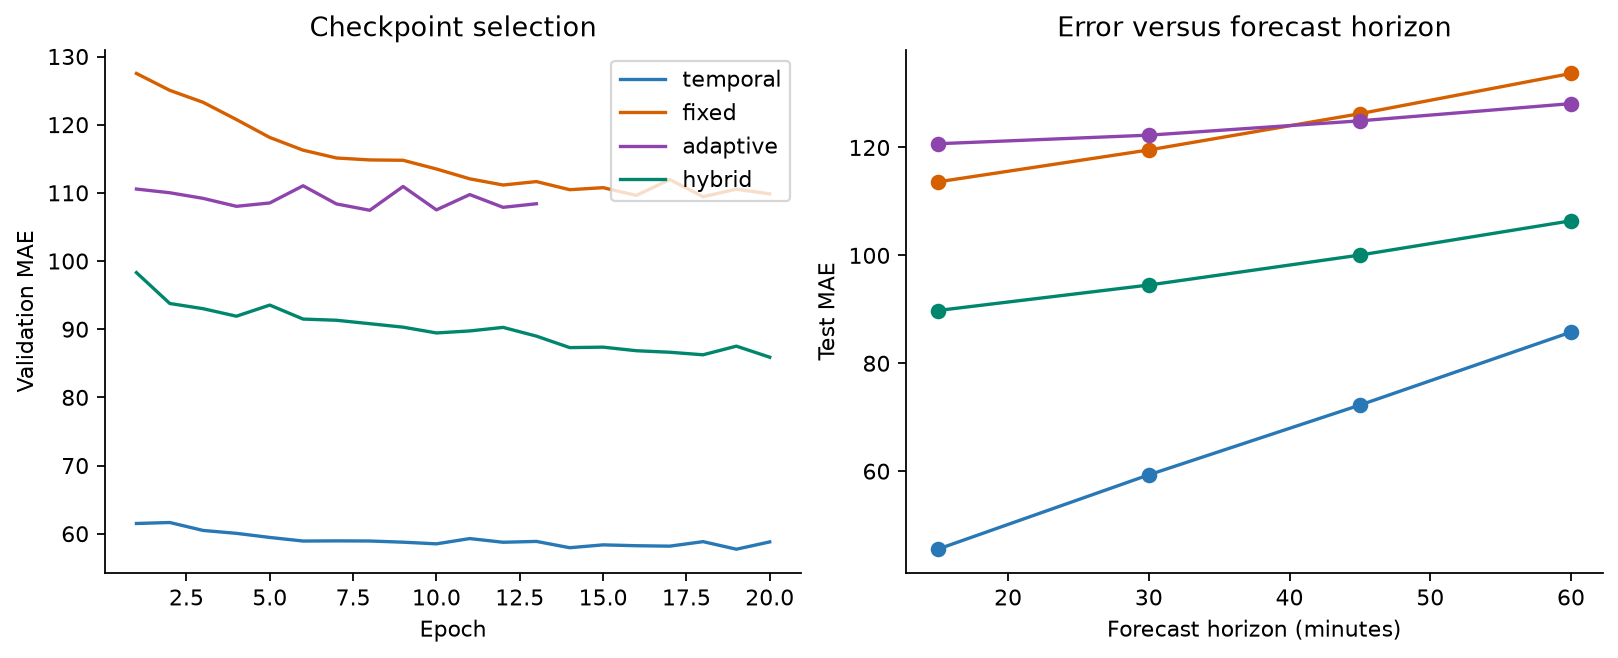 Checkpoint selection
130
120
110
100
90
80
70
60
Validation MAE
temporal
fixed
adaptive
hybrid
2.5 5.0 7.5 10.0 12.5 15.0 17.5 20.0
Epoch
Error versus forecast horizon
120
100
80
60
Test MAE
20 30 40 50 60
Forecast horizon (minutes)